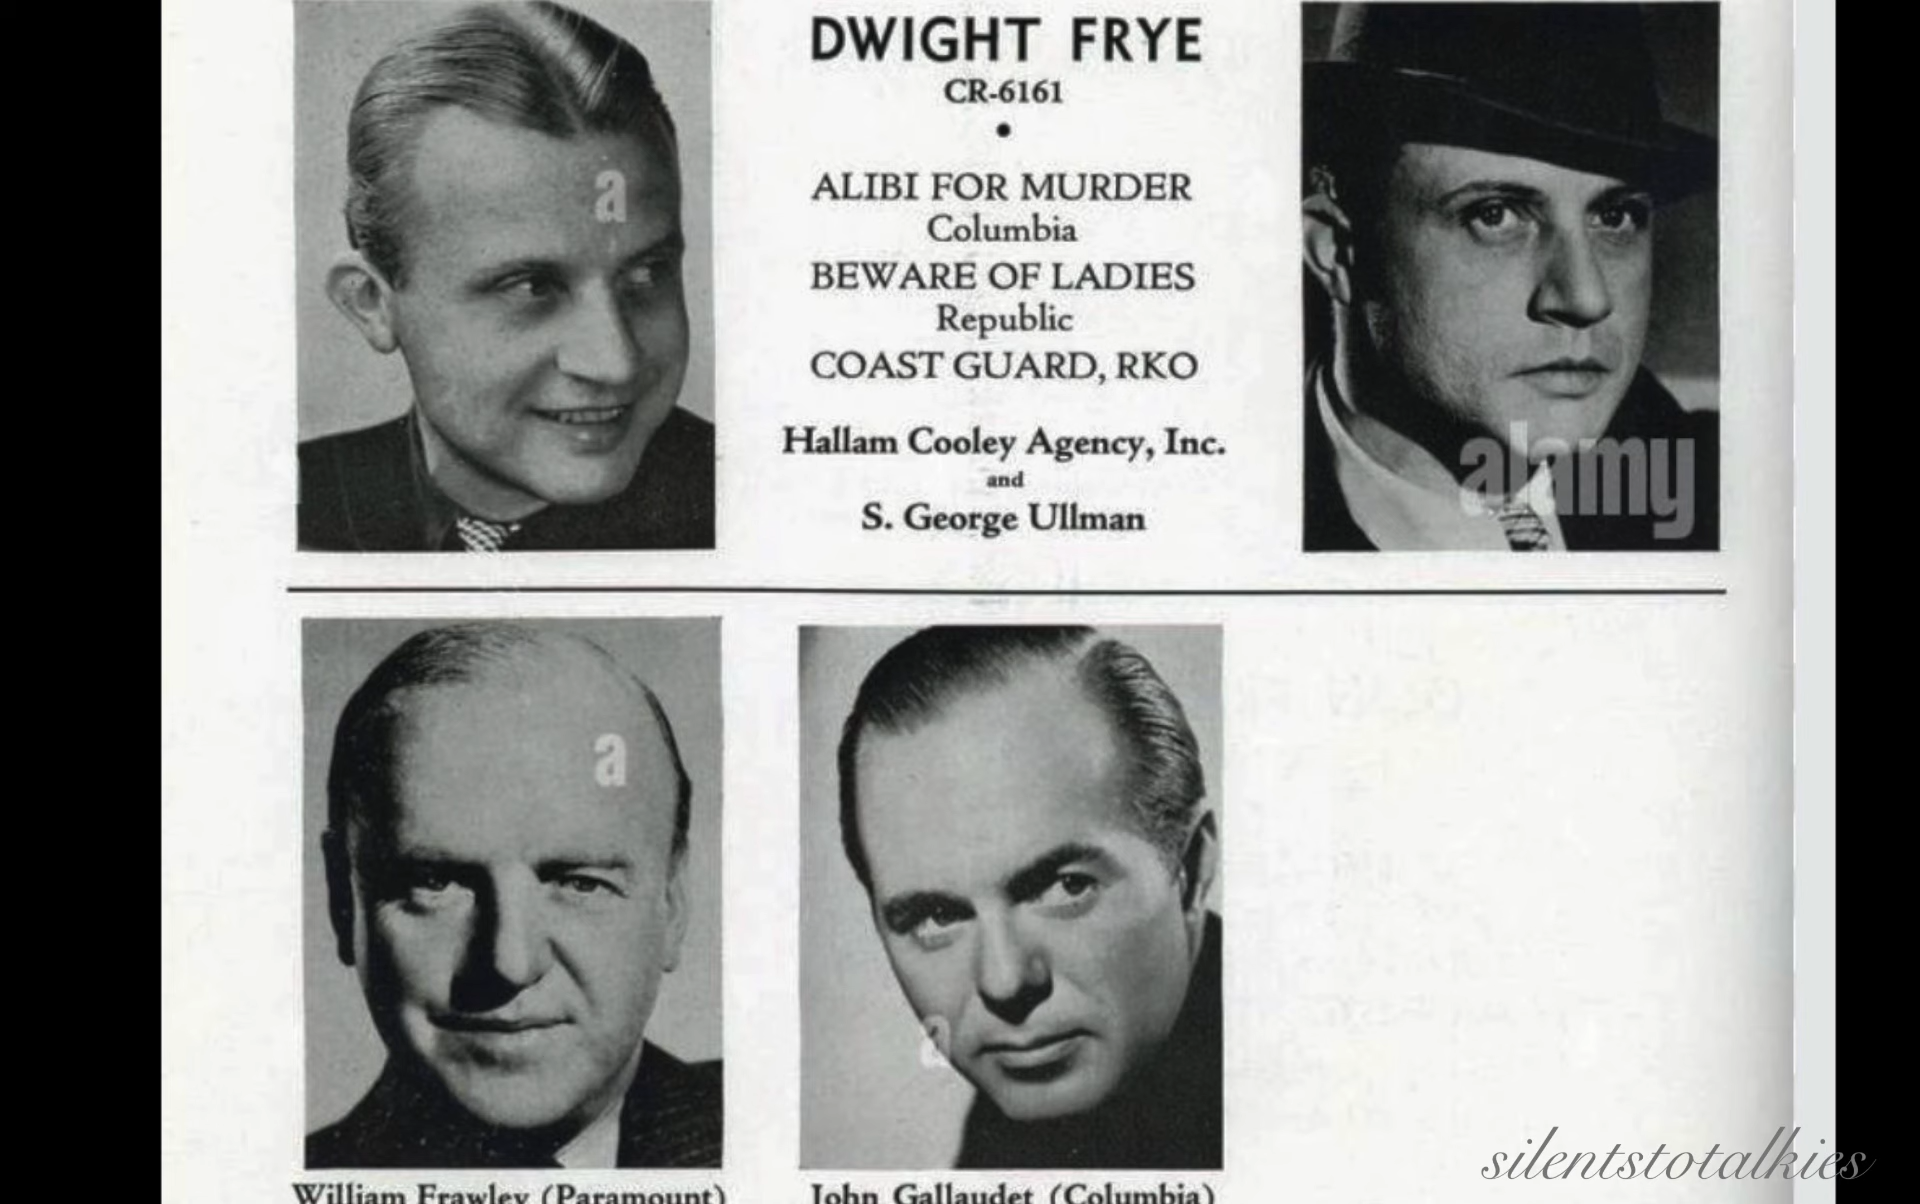 DWIGHT FRYE
CR-6161
•
ALIBI FOR MURDER
Columbia
BEWARE OF LADIES
Republic
COAST GUARD, RKO
Hallam Cooley Agency, Inc.
and
S. George Ullman
a
alamy
a
a
William Frawley (Paramount)
John Gallaudet (Columbia)
silentstotalkies